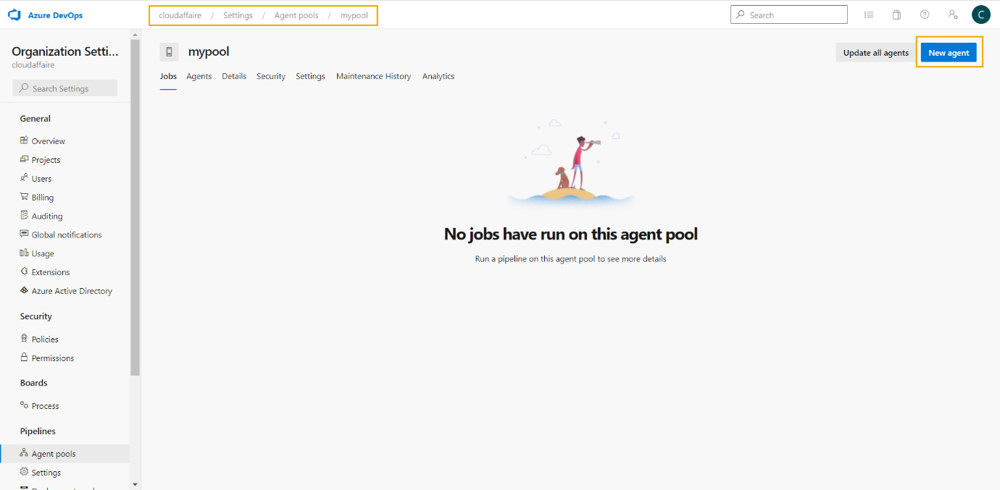 Azure DevOps
cloudaffaire / Settings / Agent pools / mypool
Search
C
Organization Setti...
cloudaffaire
Search Settings
General
Overview
Projects
Users
Billing
Auditing
Global notifications
Usage
Extensions
Azure Active Directory
Security
Policies
Permissions
Boards
Process
Pipelines
Agent pools
Settings
mypool
Update all agents
New agent
Jobs Agents Details Security Settings Maintenance History Analytics
No jobs have run on this agent pool
Run a pipeline on this agent pool to see more details